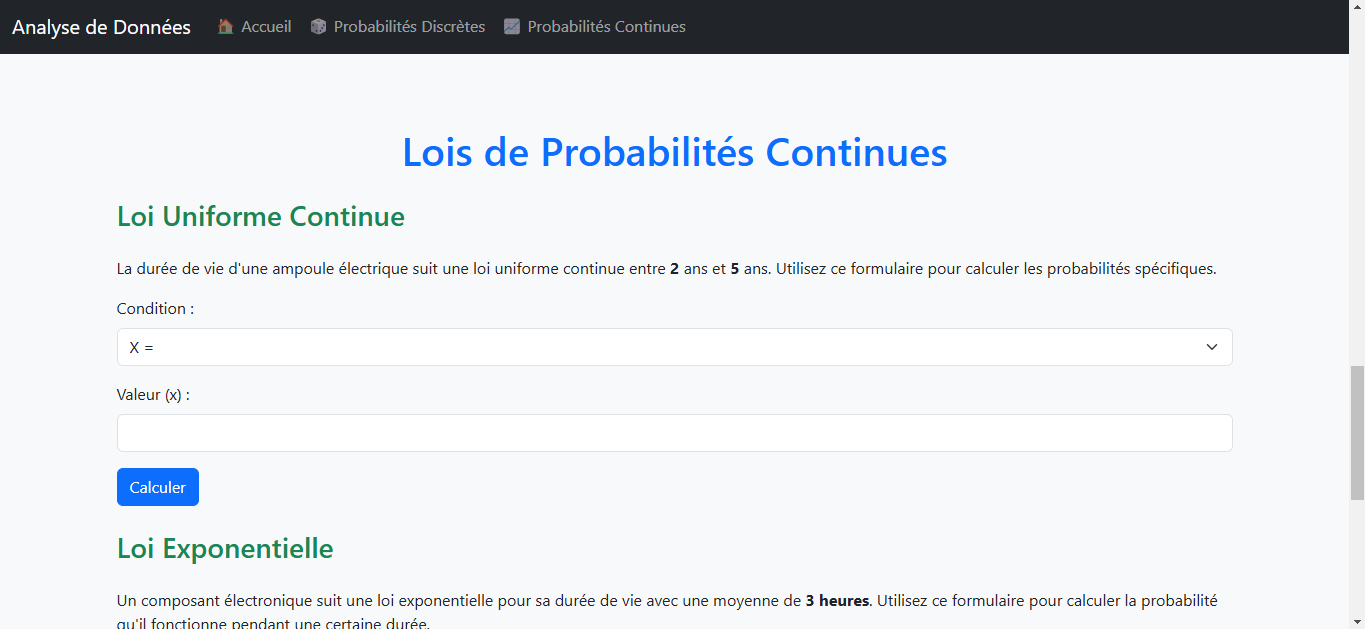 Analyse de Données Accueil Probabilités Discrètes Probabilités Continues
Lois de Probabilités Continues
Loi Uniforme Continue
La durée de vie d'une ampoule électrique suit une loi uniforme continue entre 2 ans et 5 ans. Utilisez ce formulaire pour calculer les probabilités spécifiques.
Condition :
X =
Valeur (x) :
Calculer
Loi Exponentielle
Un composant électronique suit une loi exponentielle pour sa durée de vie avec une moyenne de 3 heures. Utilisez ce formulaire pour calculer la probabilité
qu'il fonctionne pendant une certaine durée.